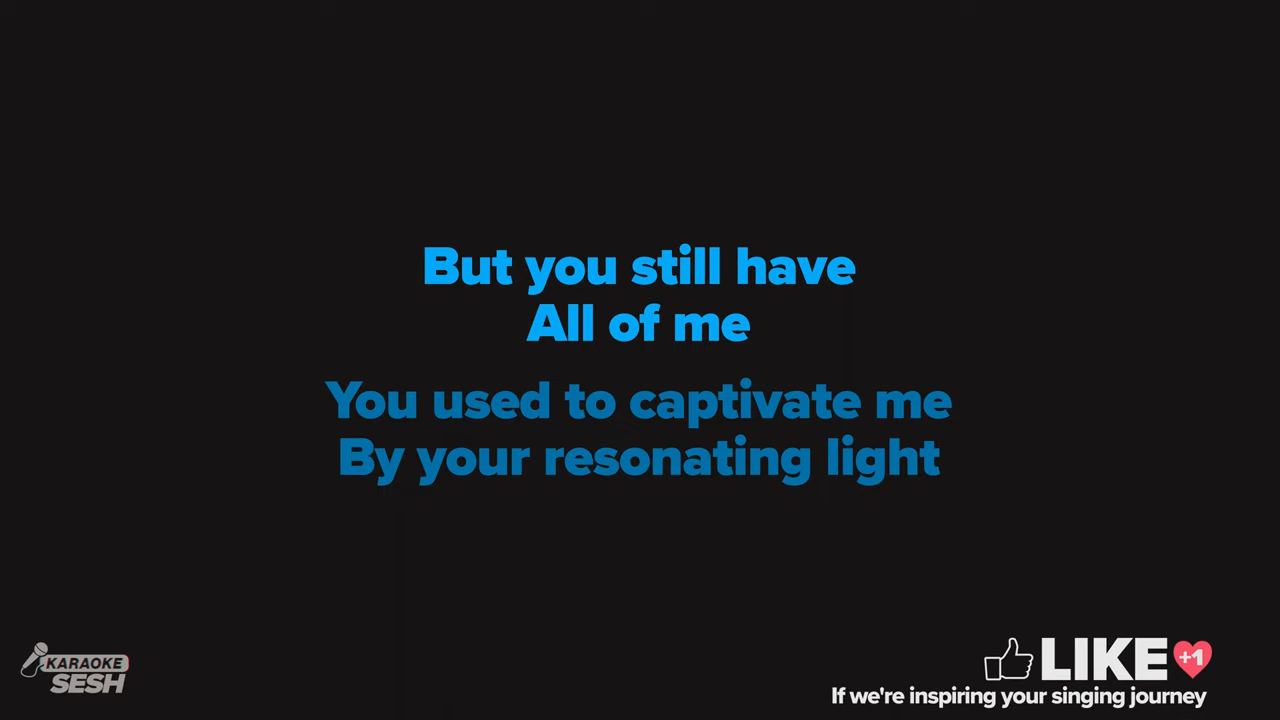 But you still have
All of me
You used to captivate me
By your resonating light
KARAOKE
SESH
LIKE +1
If we're inspiring your singing journey